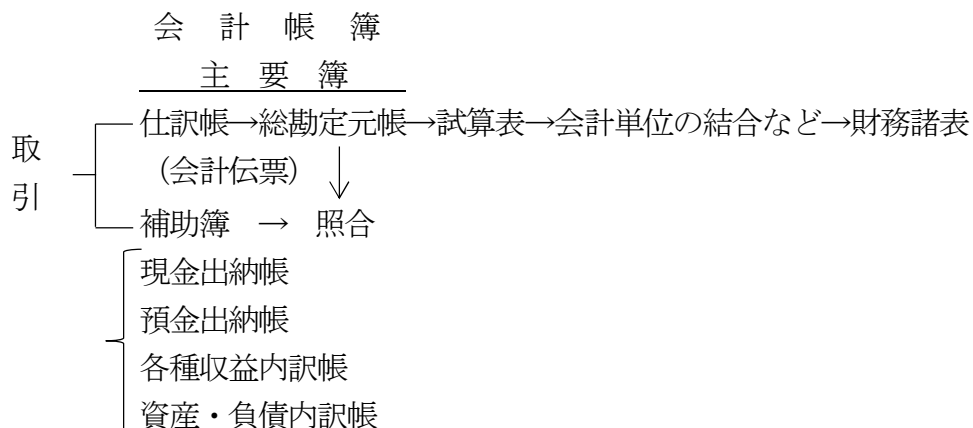 会 計 帳 簿
主 要 簿
取引
仕訳帳→総勘定元帳→試算表→会計単位の結合など→財務諸表
(会計伝票)
補助簿 → 照合
現金出納帳
預金出納帳
各種収益内訳帳
資産・負債内訳帳